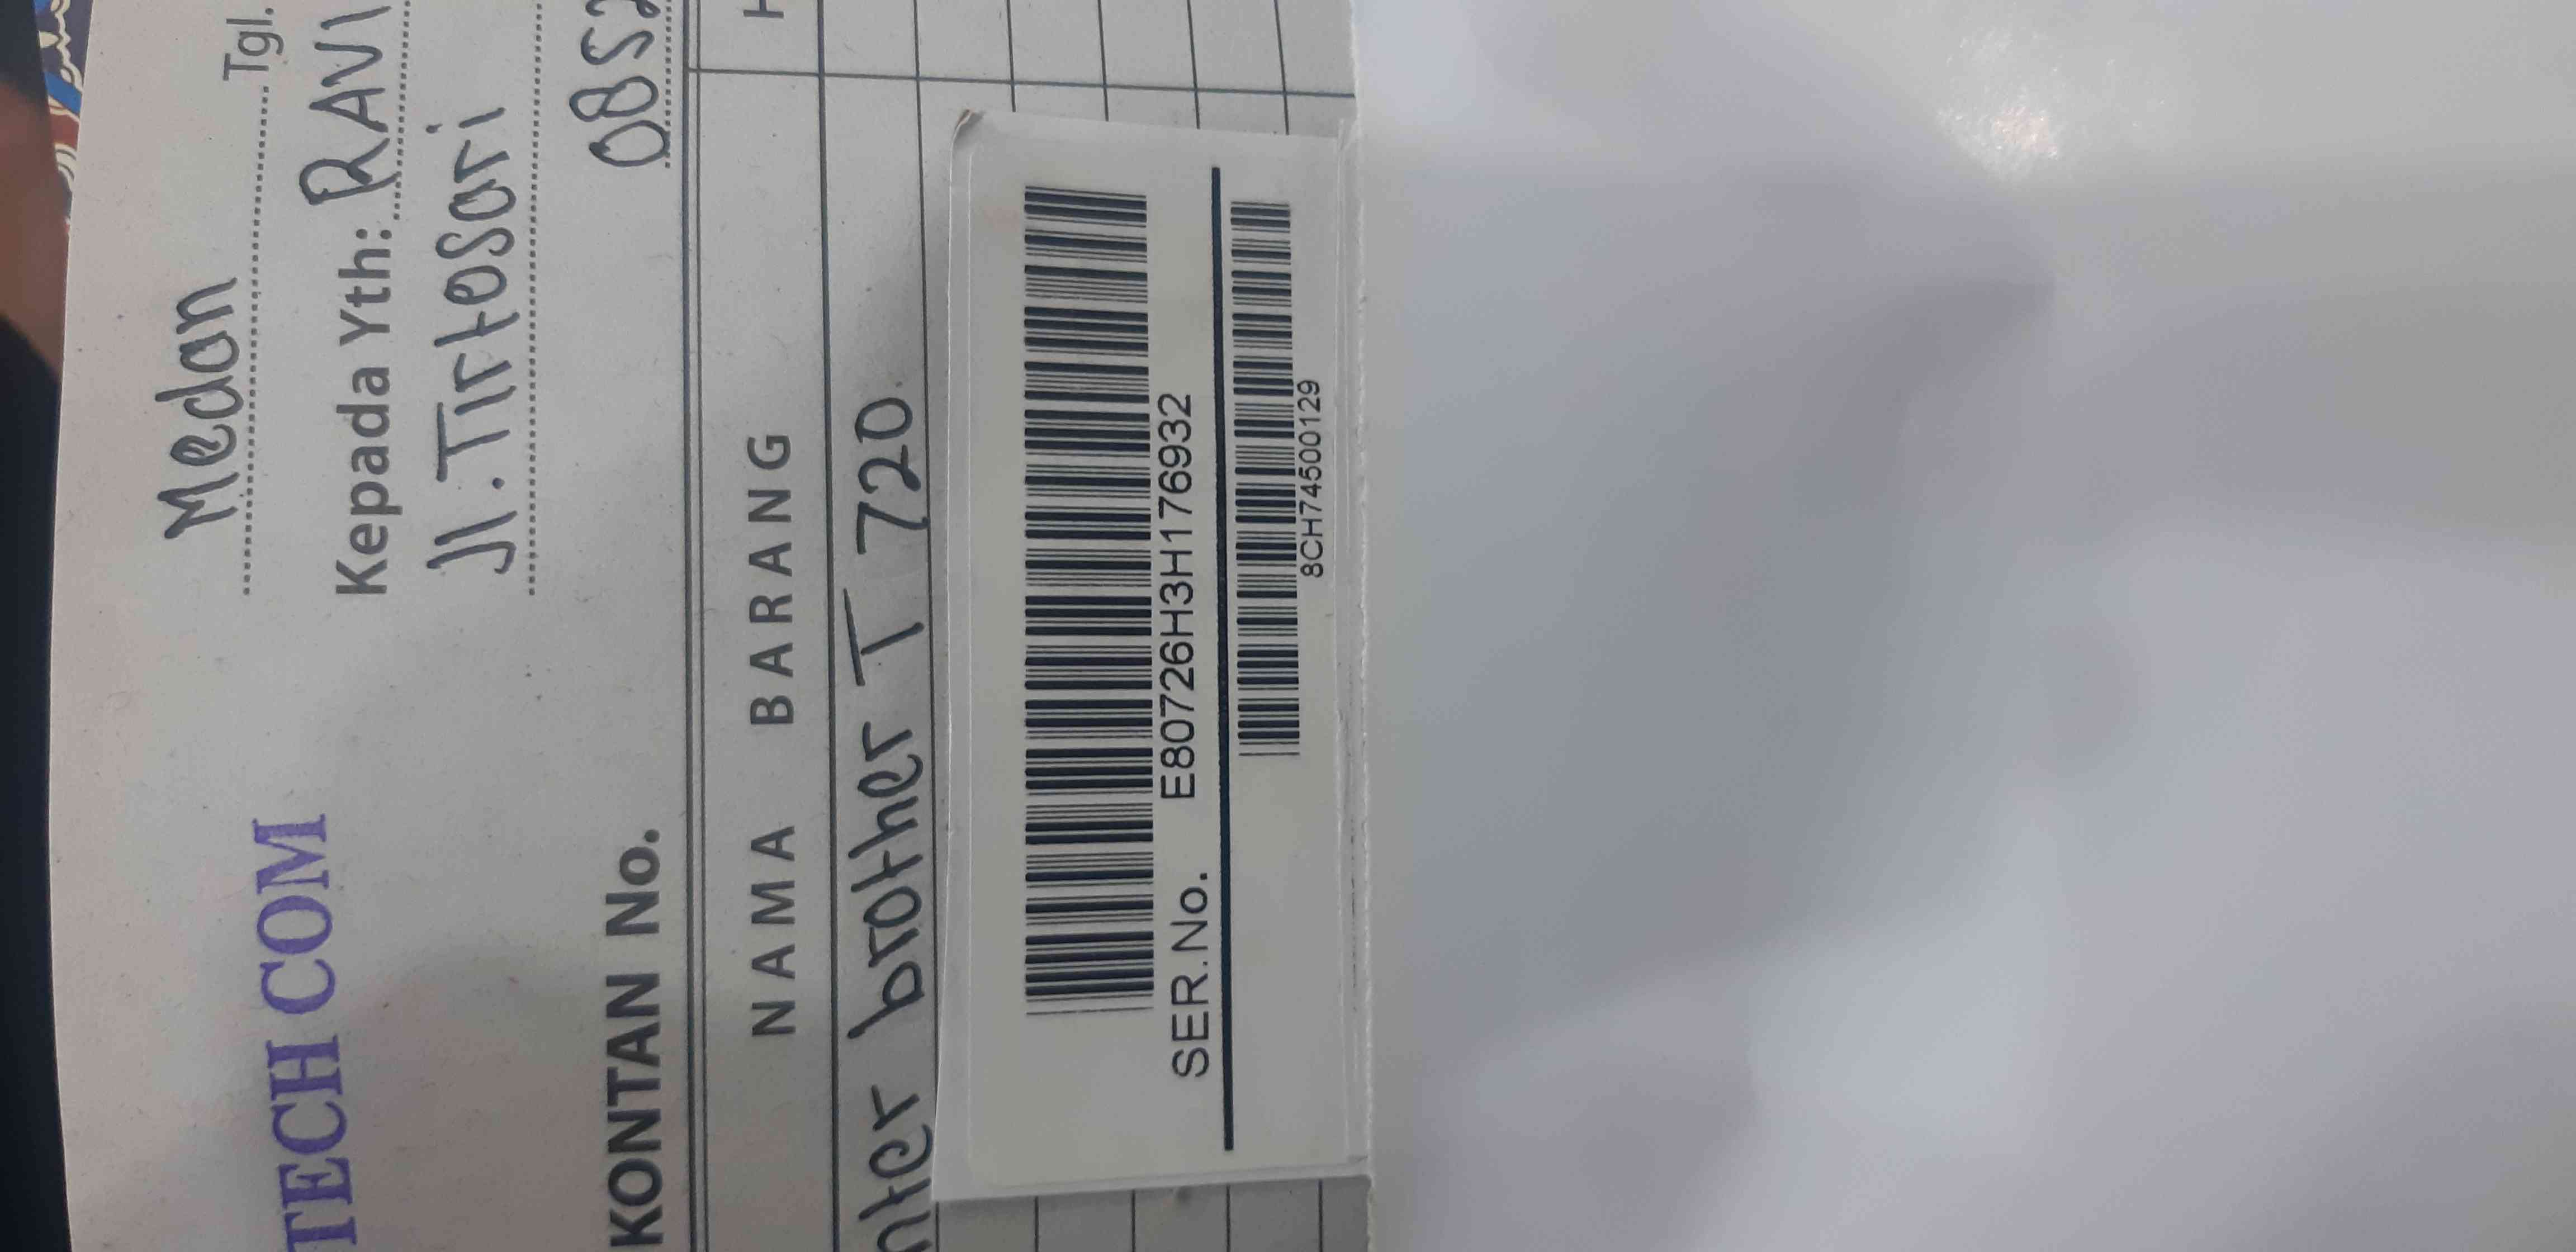 Medan Tgl.
Kepada Yth: RAVI
Jl. Tirtosari
TECH COM
KONTAN No. 0852
NAMA BARANG
brother T 720
SER.No. E80726H3H176932
8CH74500129